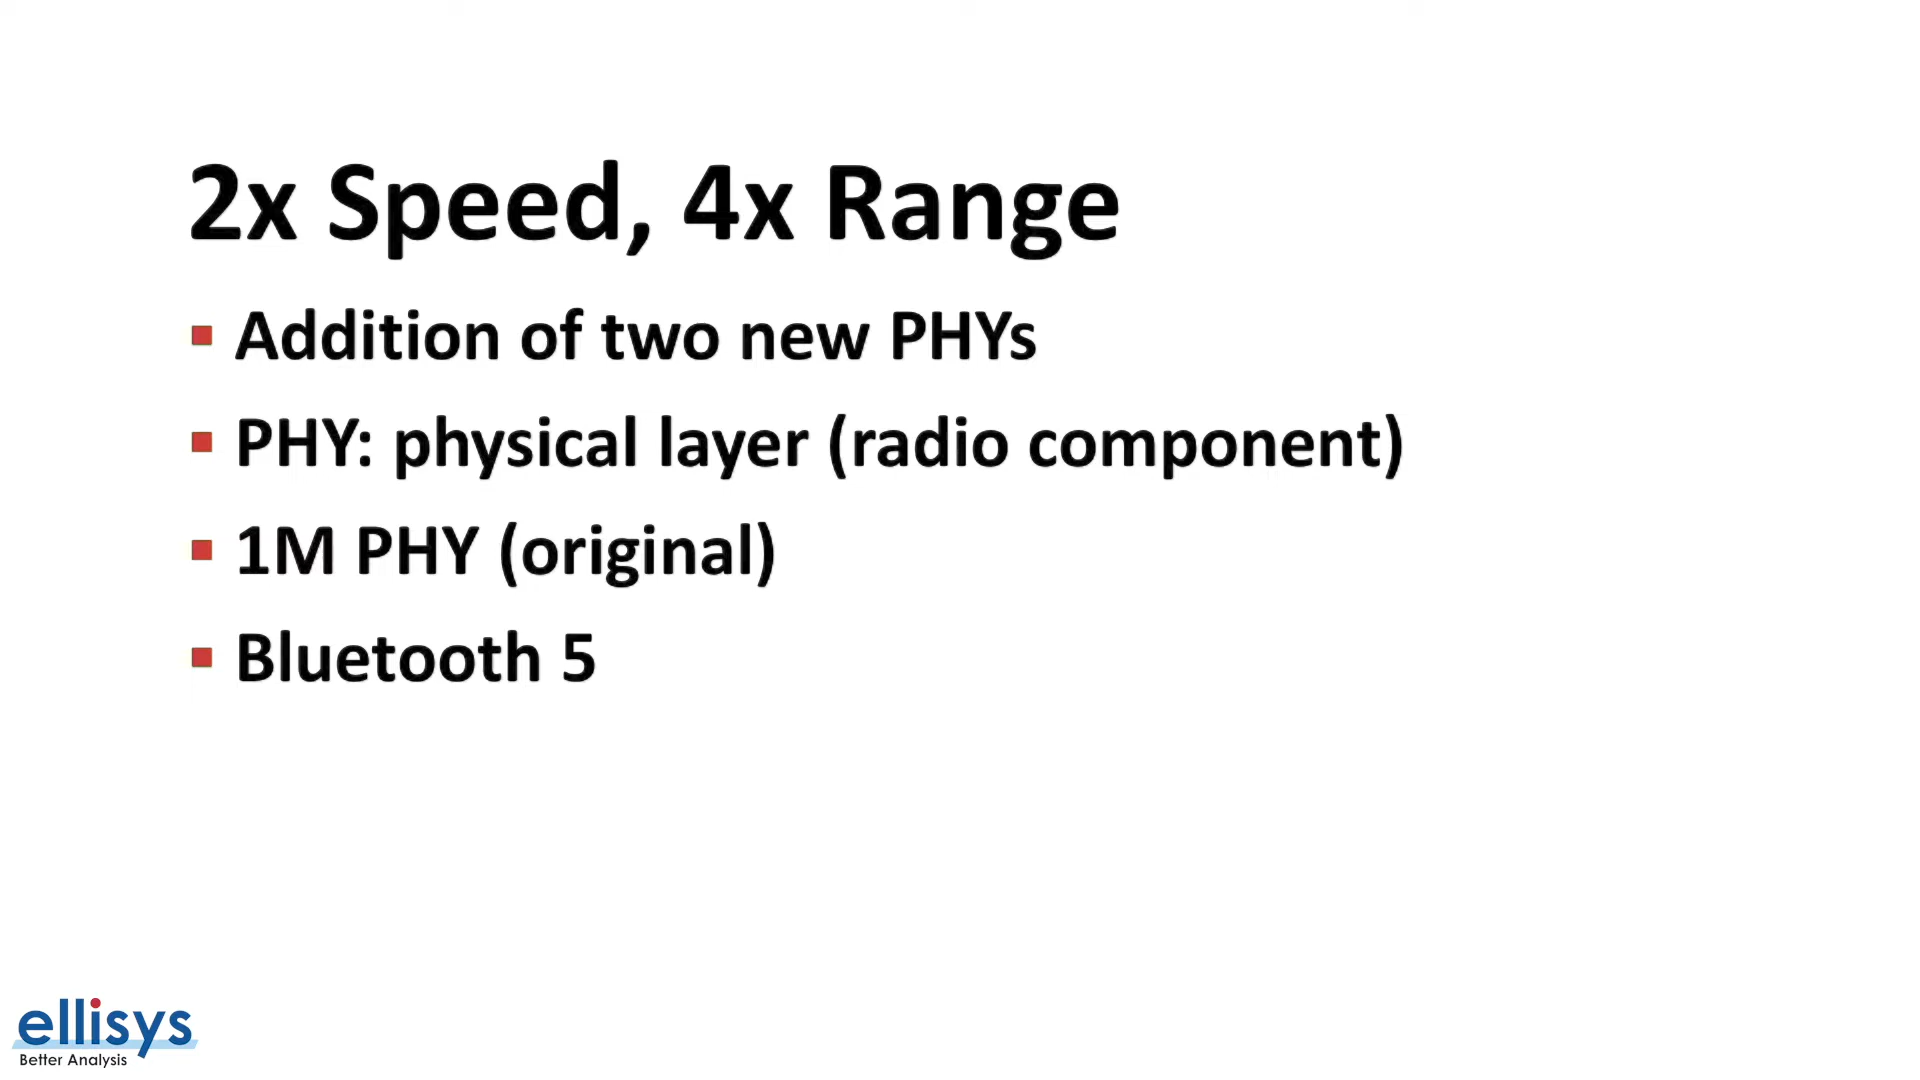 2x Speed, 4x Range
Addition of two new PHYs
PHY: physical layer (radio component)
1M PHY (original)
Bluetooth 5
ellisys
Better Analysis